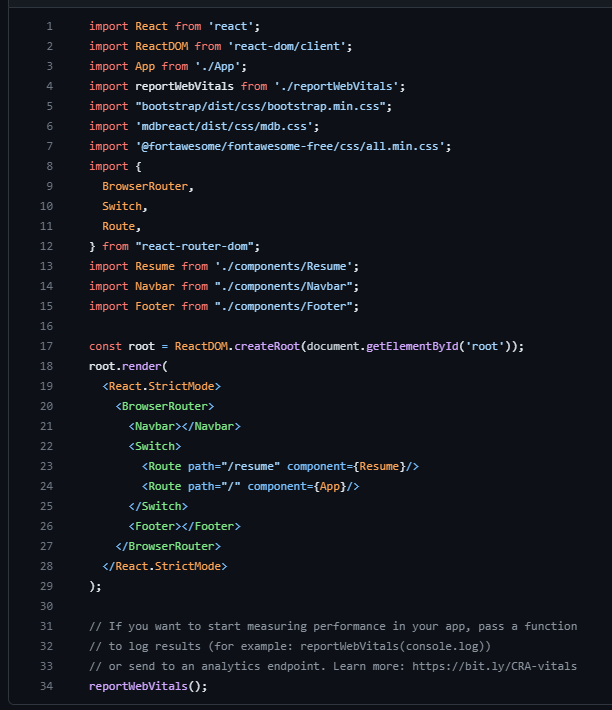 1 import React from 'react';
2 import ReactDOM from 'react-dom/client';
3 import App from './App';
4 import reportWebVitals from './reportWebVitals';
5 import "bootstrap/dist/css/bootstrap.min.css";
6 import 'mdbreact/dist/css/mdb.css';
7 import '@fortawesome/fontawesome-free/css/all.min.css';
8 import {
9   BrowserRouter,
10   Switch,
11   Route,
12 } from "react-router-dom";
13 import Resume from './components/Resume';
14 import Navbar from "./components/Navbar";
15 import Footer from "./components/Footer";
16
17 const root = ReactDOM.createRoot(document.getElementById('root'));
18 root.render(
19   <React.StrictMode>
20     <BrowserRouter>
21       <Navbar></Navbar>
22       <Switch>
23         <Route path="/resume" component={Resume}/>
24         <Route path="/" component={App}/>
25       </Switch>
26       <Footer></Footer>
27     </BrowserRouter>
28   </React.StrictMode>
29 );
30
31 // If you want to start measuring performance in your app, pass a function
32 // to log results (for example: reportWebVitals(console.log))
33 // or send to an analytics endpoint. Learn more: https://bit.ly/CRA-vitals
34 reportWebVitals();